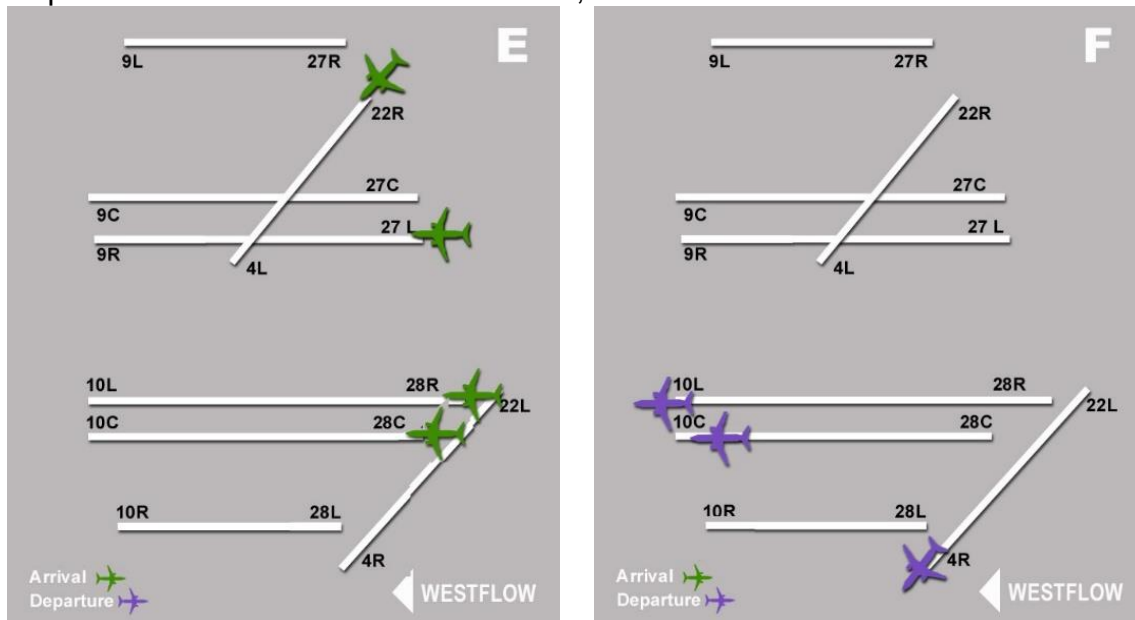 E
9L 27R
22R
27C
9C
27 L
9R
4L
10L 28R
22L
10C 28C
10R 28L
4R
Arrival
Departure
WESTFLOW
F
9L 27R
22R
27C
9C
27 L
9R
4L
10L 28R
22L
10C 28C
10R 28L
4R
Arrival
Departure
WESTFLOW